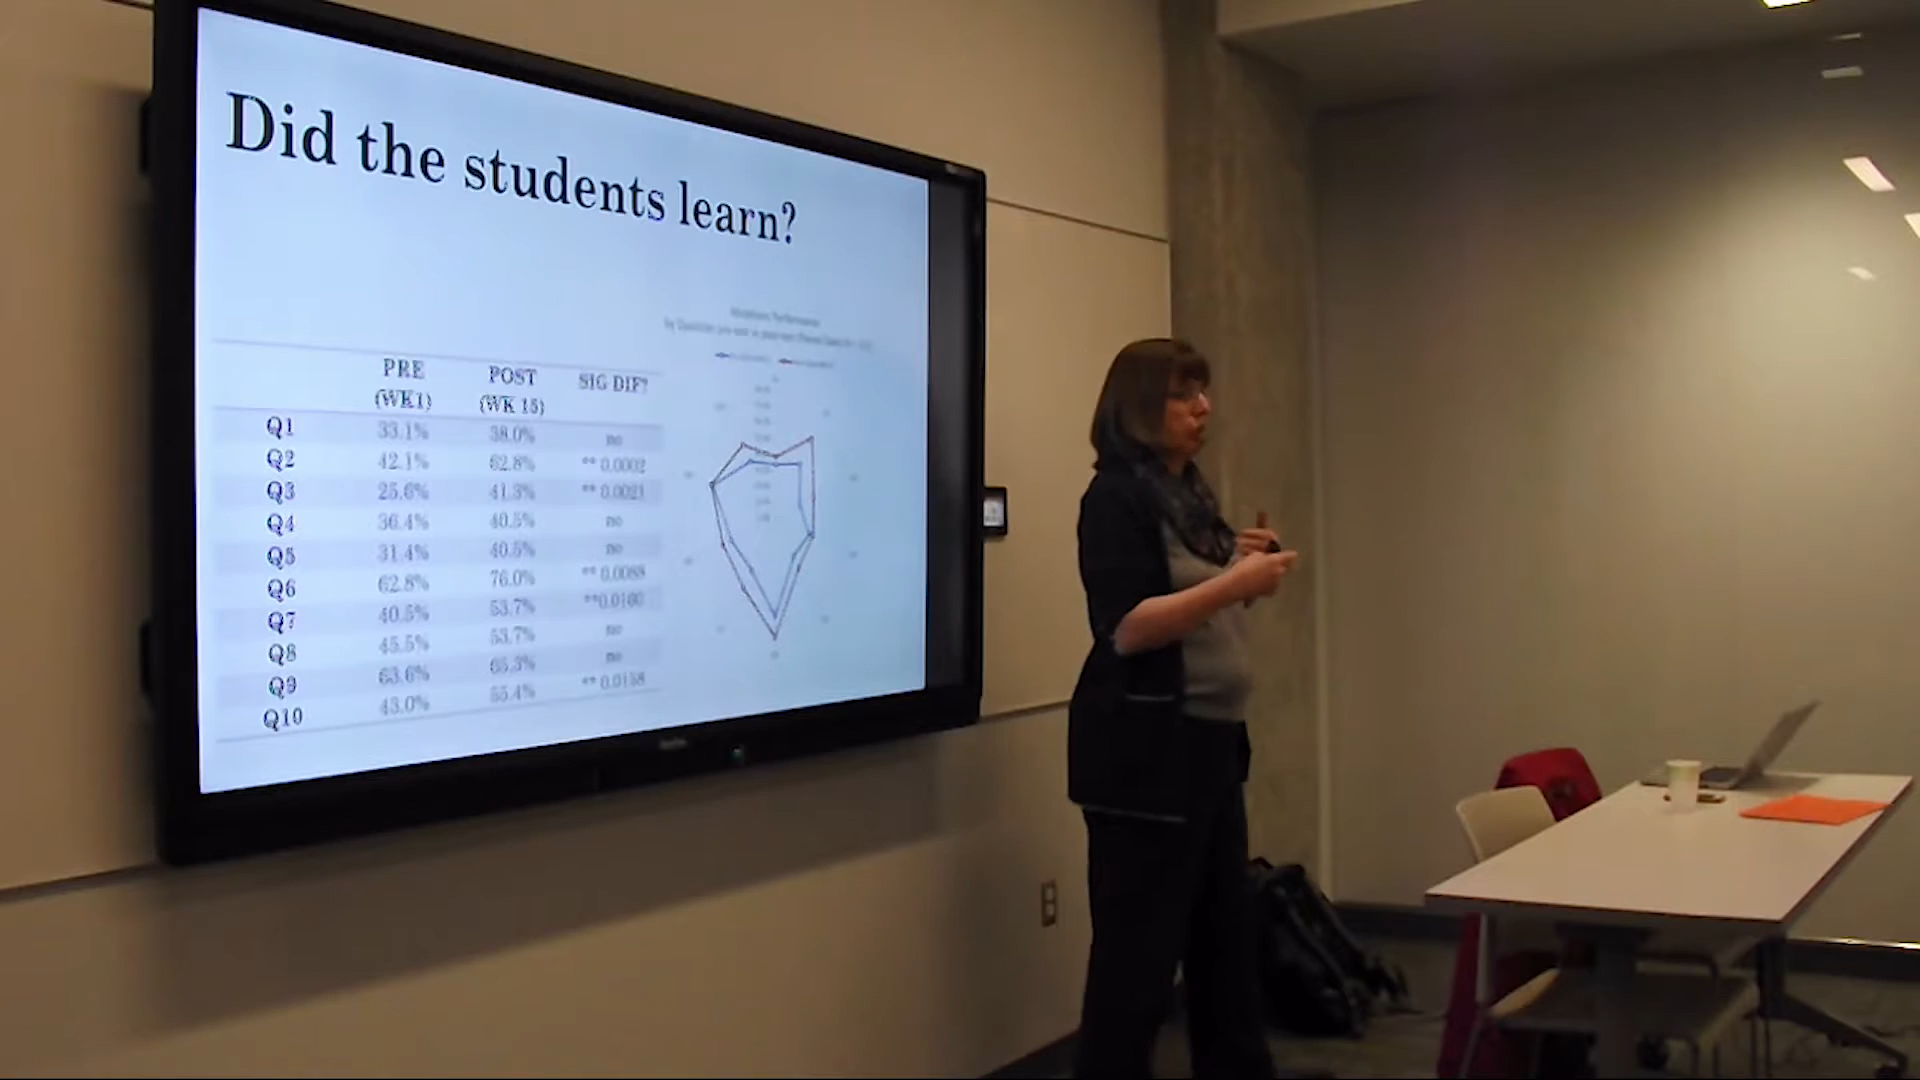 Did the students learn?
PRE (WK1) POST (WK 15) SIG DIF?
Q1 33.1% 38.0% no
Q2 42.1% 62.8% ** 0.0002
Q3 25.6% 41.3% ** 0.0021
Q4 36.4% 40.5% no
Q5 31.4% 40.5% no
Q6 62.8% 76.0% ** 0.0088
Q7 40.5% 53.7% **0.0160
Q8 45.5% 53.7% no
Q9 63.6% 65.3% no
Q10 43.0% 55.4% ** 0.0158